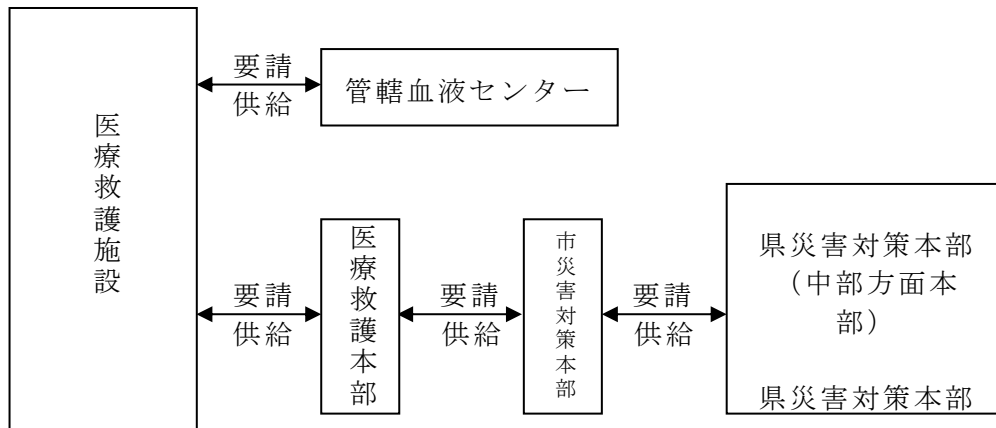 医療救護施設
要請
供給
管轄血液センター
要請
供給
医療救護本部
要請
供給
市災害対策本部
要請
供給
県災害対策本部
（中部方面本
部）
県災害対策本部